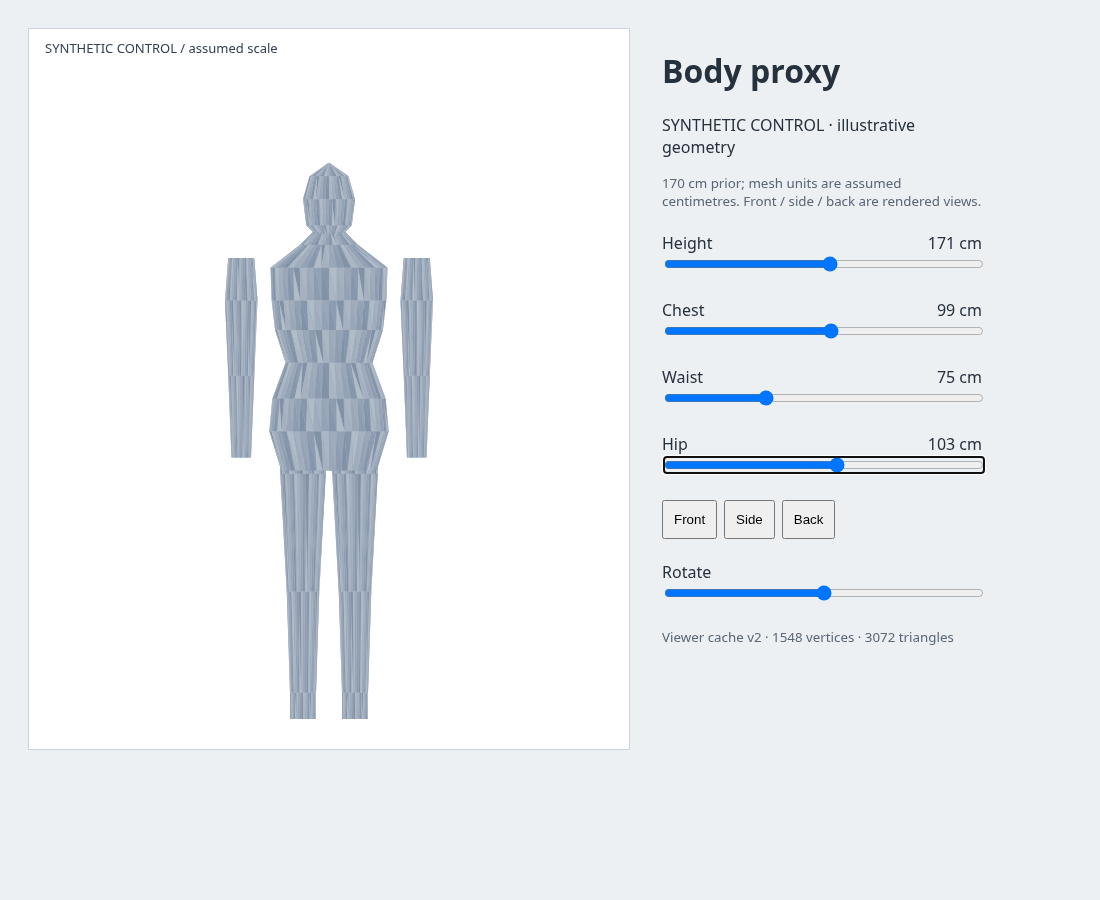 SYNTHETIC CONTROL / assumed scale
Body proxy
SYNTHETIC CONTROL · illustrative
geometry
170 cm prior; mesh units are assumed
centimetres. Front / side / back are rendered views.
Height 171 cm
Chest 99 cm
Waist 75 cm
Hip 103 cm
Front Side Back
Rotate
Viewer cache v2 · 1548 vertices · 3072 triangles